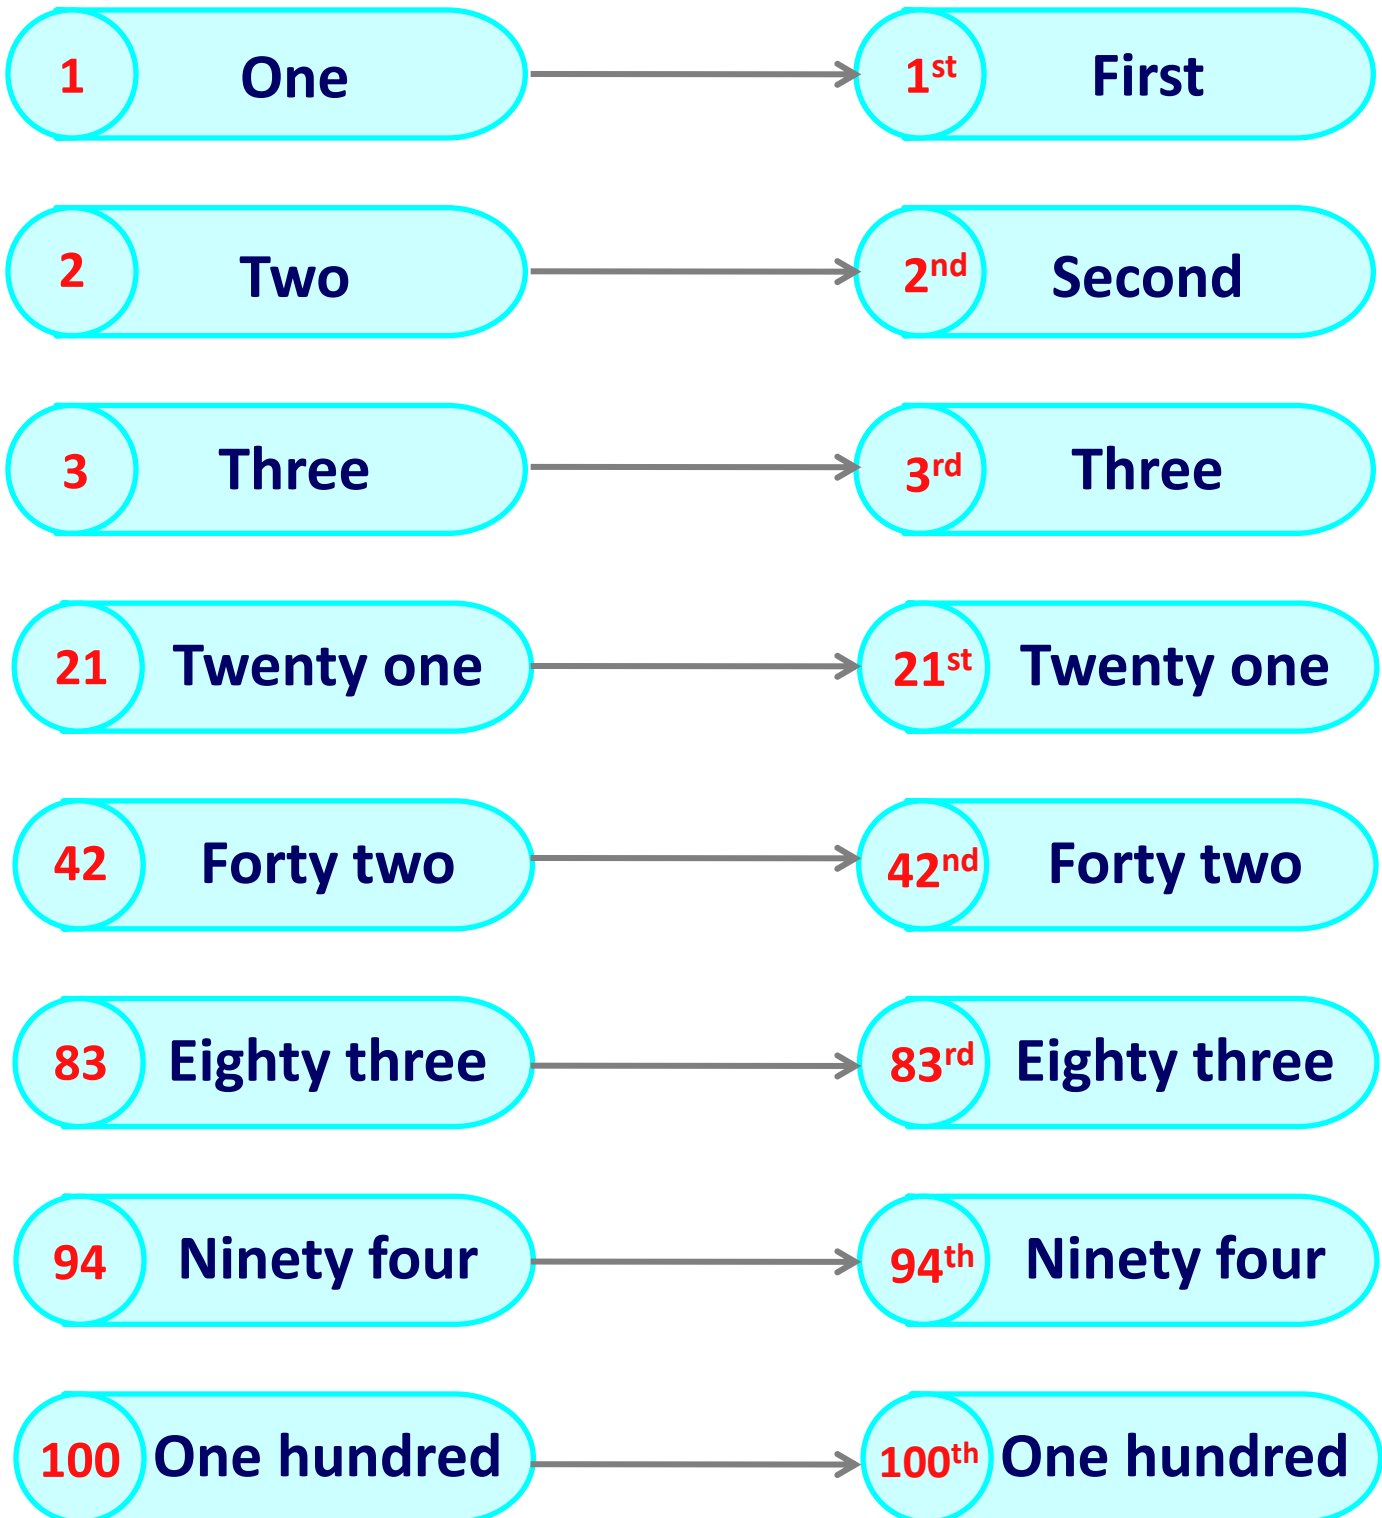 1 One 1st First
2 Two 2nd Second
3 Three 3rd Three
21 Twenty one 21st Twenty one
42 Forty two 42nd Forty two
83 Eighty three 83rd Eighty three
94 Ninety four 94th Ninety four
100 One hundred 100th One hundred